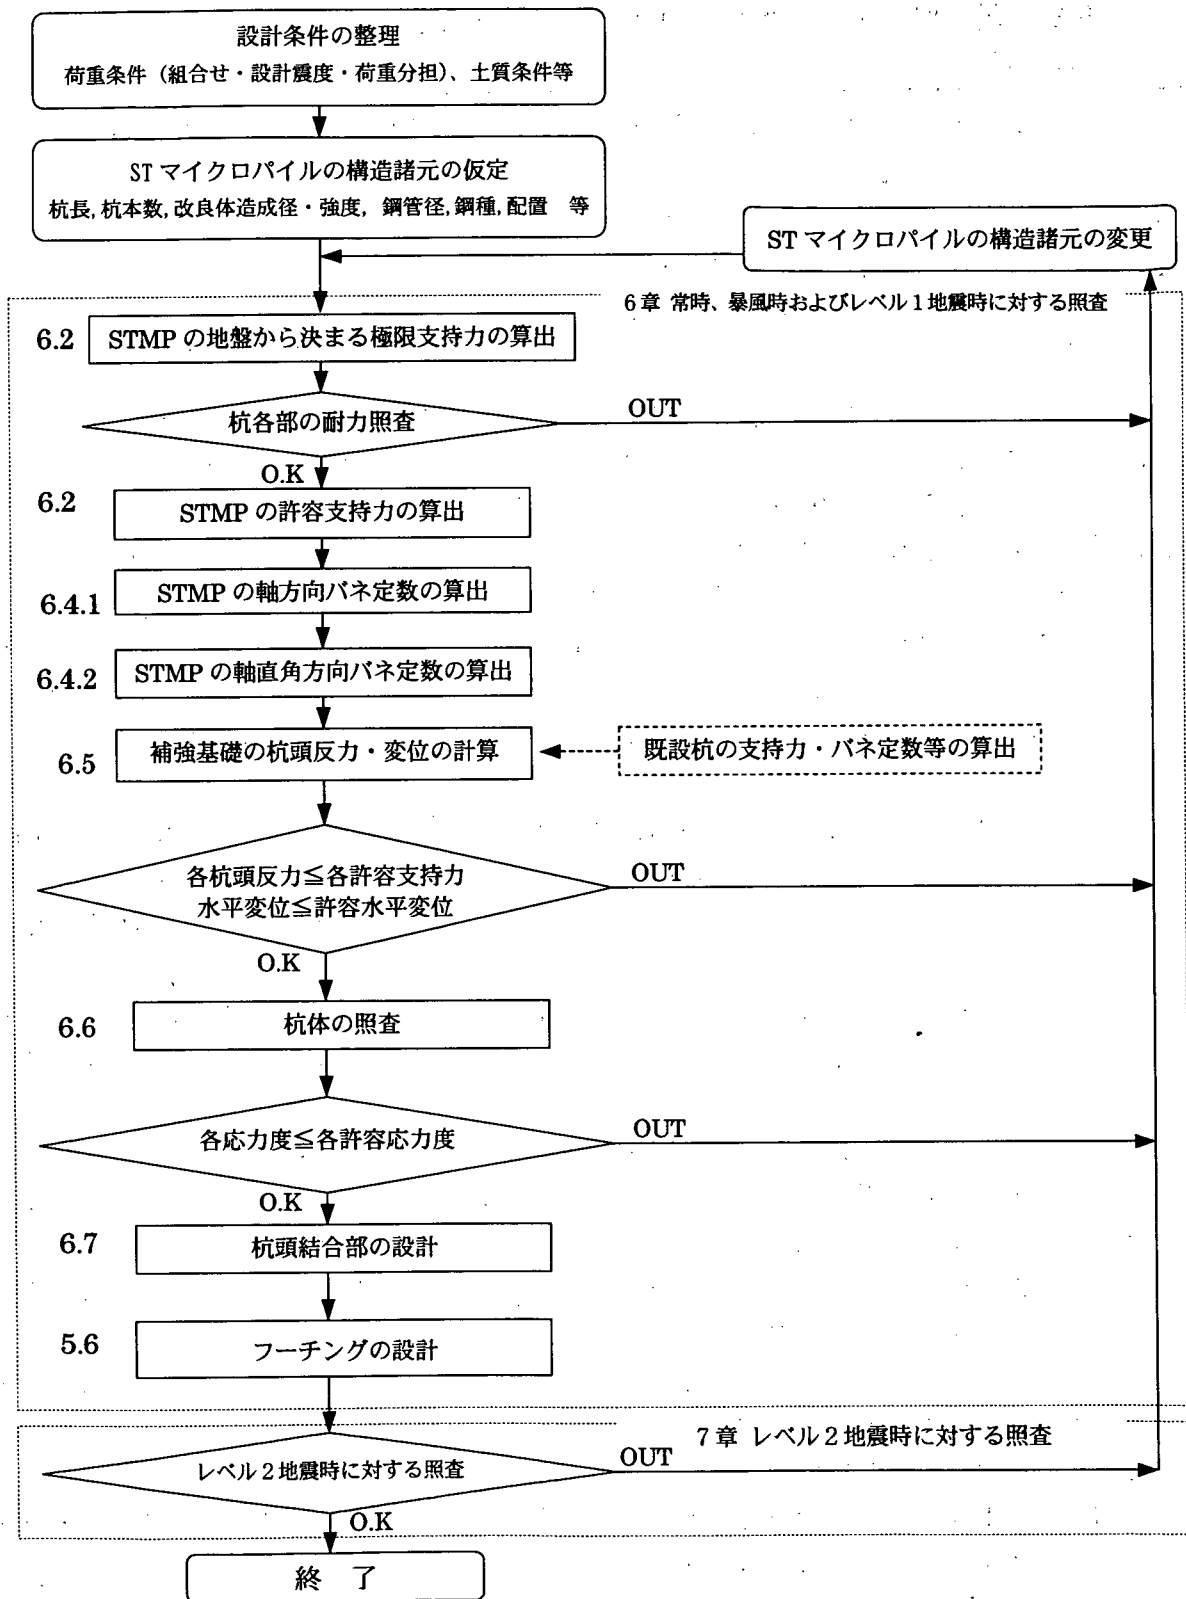 設計条件の整理
荷重条件（組合せ・設計震度・荷重分担）、土質条件等
ST マイクロパイルの構造諸元の仮定
杭長, 杭本数, 改良体造成径・強度, 鋼管径, 鋼種, 配置　等
ST マイクロパイルの構造諸元の変更
6章 常時、暴風時およびレベル1地震時に対する照査
6.2 STMP の地盤から決まる極限支持力の算出
杭各部の耐力照査
OUT
O.K
6.2 STMP の許容支持力の算出
6.4.1 STMP の軸方向バネ定数の算出
6.4.2 STMP の軸直角方向バネ定数の算出
6.5 補強基礎の杭頭反力・変位の計算
既設杭の支持力・バネ定数等の算出
各杭頭反力≦各許容支持力
水平変位≦許容水平変位
OUT
O.K
6.6 杭体の照査
各応力度≦各許容応力度
OUT
O.K
6.7 杭頭結合部の設計
5.6 フーチングの設計
7章 レベル2地震時に対する照査
レベル2地震時に対する照査
OUT
O.K
終　了